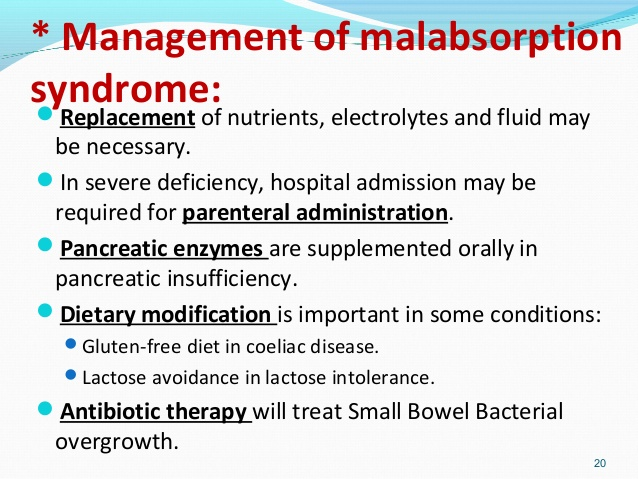 * Management of malabsorption
syndrome:
Replacement of nutrients, electrolytes and fluid may
be necessary.
In severe deficiency, hospital admission may be
required for parenteral administration.
Pancreatic enzymes are supplemented orally in
pancreatic insufficiency.
Dietary modification is important in some conditions:
Gluten-free diet in coeliac disease.
Lactose avoidance in lactose intolerance.
Antibiotic therapy will treat Small Bowel Bacterial
overgrowth.
20